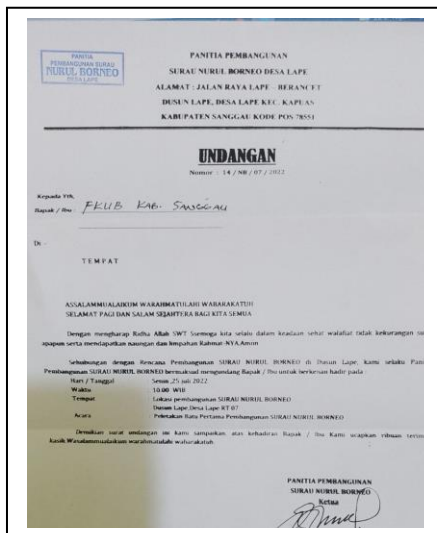 PANITIA
PEMBANGUNAN SURAU
NURUL BORNEO
DESA LAPE
PANITIA PEMBANGUNAN
SURAU NURUL BORNEO DESA LAPE
ALAMAT : JALAN RAYA LAPE - BERANCET
DUSUN LAPE, DESA LAPE KEC. KAPUAS
KABUPATEN SANGGAU KODE POS 78551
UNDANGAN
Nomor : 14 / NB / 07 / 2022
Kepada Yth,
Bapak / Ibu : FKUB KAB. SANGGAU
Di -
TEMPAT
ASSALAMMUALAIKUM WARAHMATULAHI WABARAKATUH
SELAMAT PAGI DAN SALAM SEJAHTERA BAGI KITA SEMUA
Dengan mengharap Ridha Allah SWT Ssemoga kita selalu dalam keadaan sehat walafiat tidak kekurangan
apapun serta mendapatkan naungan dan limpahan Rahmat-NYA.Amin
Sehubungan dengan Rencana Pembangunan SURAU NURUL BORNEO di Dusun Lape, kami selaku
Pembangunan SURAU NURUL BORNEO bermaksud mengundang Bapak / Ibu untuk berkenan hadir pada :
Hari / Tanggal : Senin ,25 juli 2022
Waktu : 10.00 WIB
Tempat : Lokasi pembangunan SURAU NURUL BORNEO
Dusun Lape,Desa Lape RT 07
Acara : Peletakan Batu Pertama Pembangunan SURAU NURUL BORNEO
Demikian surat undangan ini kami sampaikan atas kehadiran Bapak / Ibu Kami ucapkan ribuan
kasih.Wasalammualaikum warahmatulahi wabarakatuh
PANITIA PEMBANGUNAN
SURAU NURUL BORNEO
Ketua